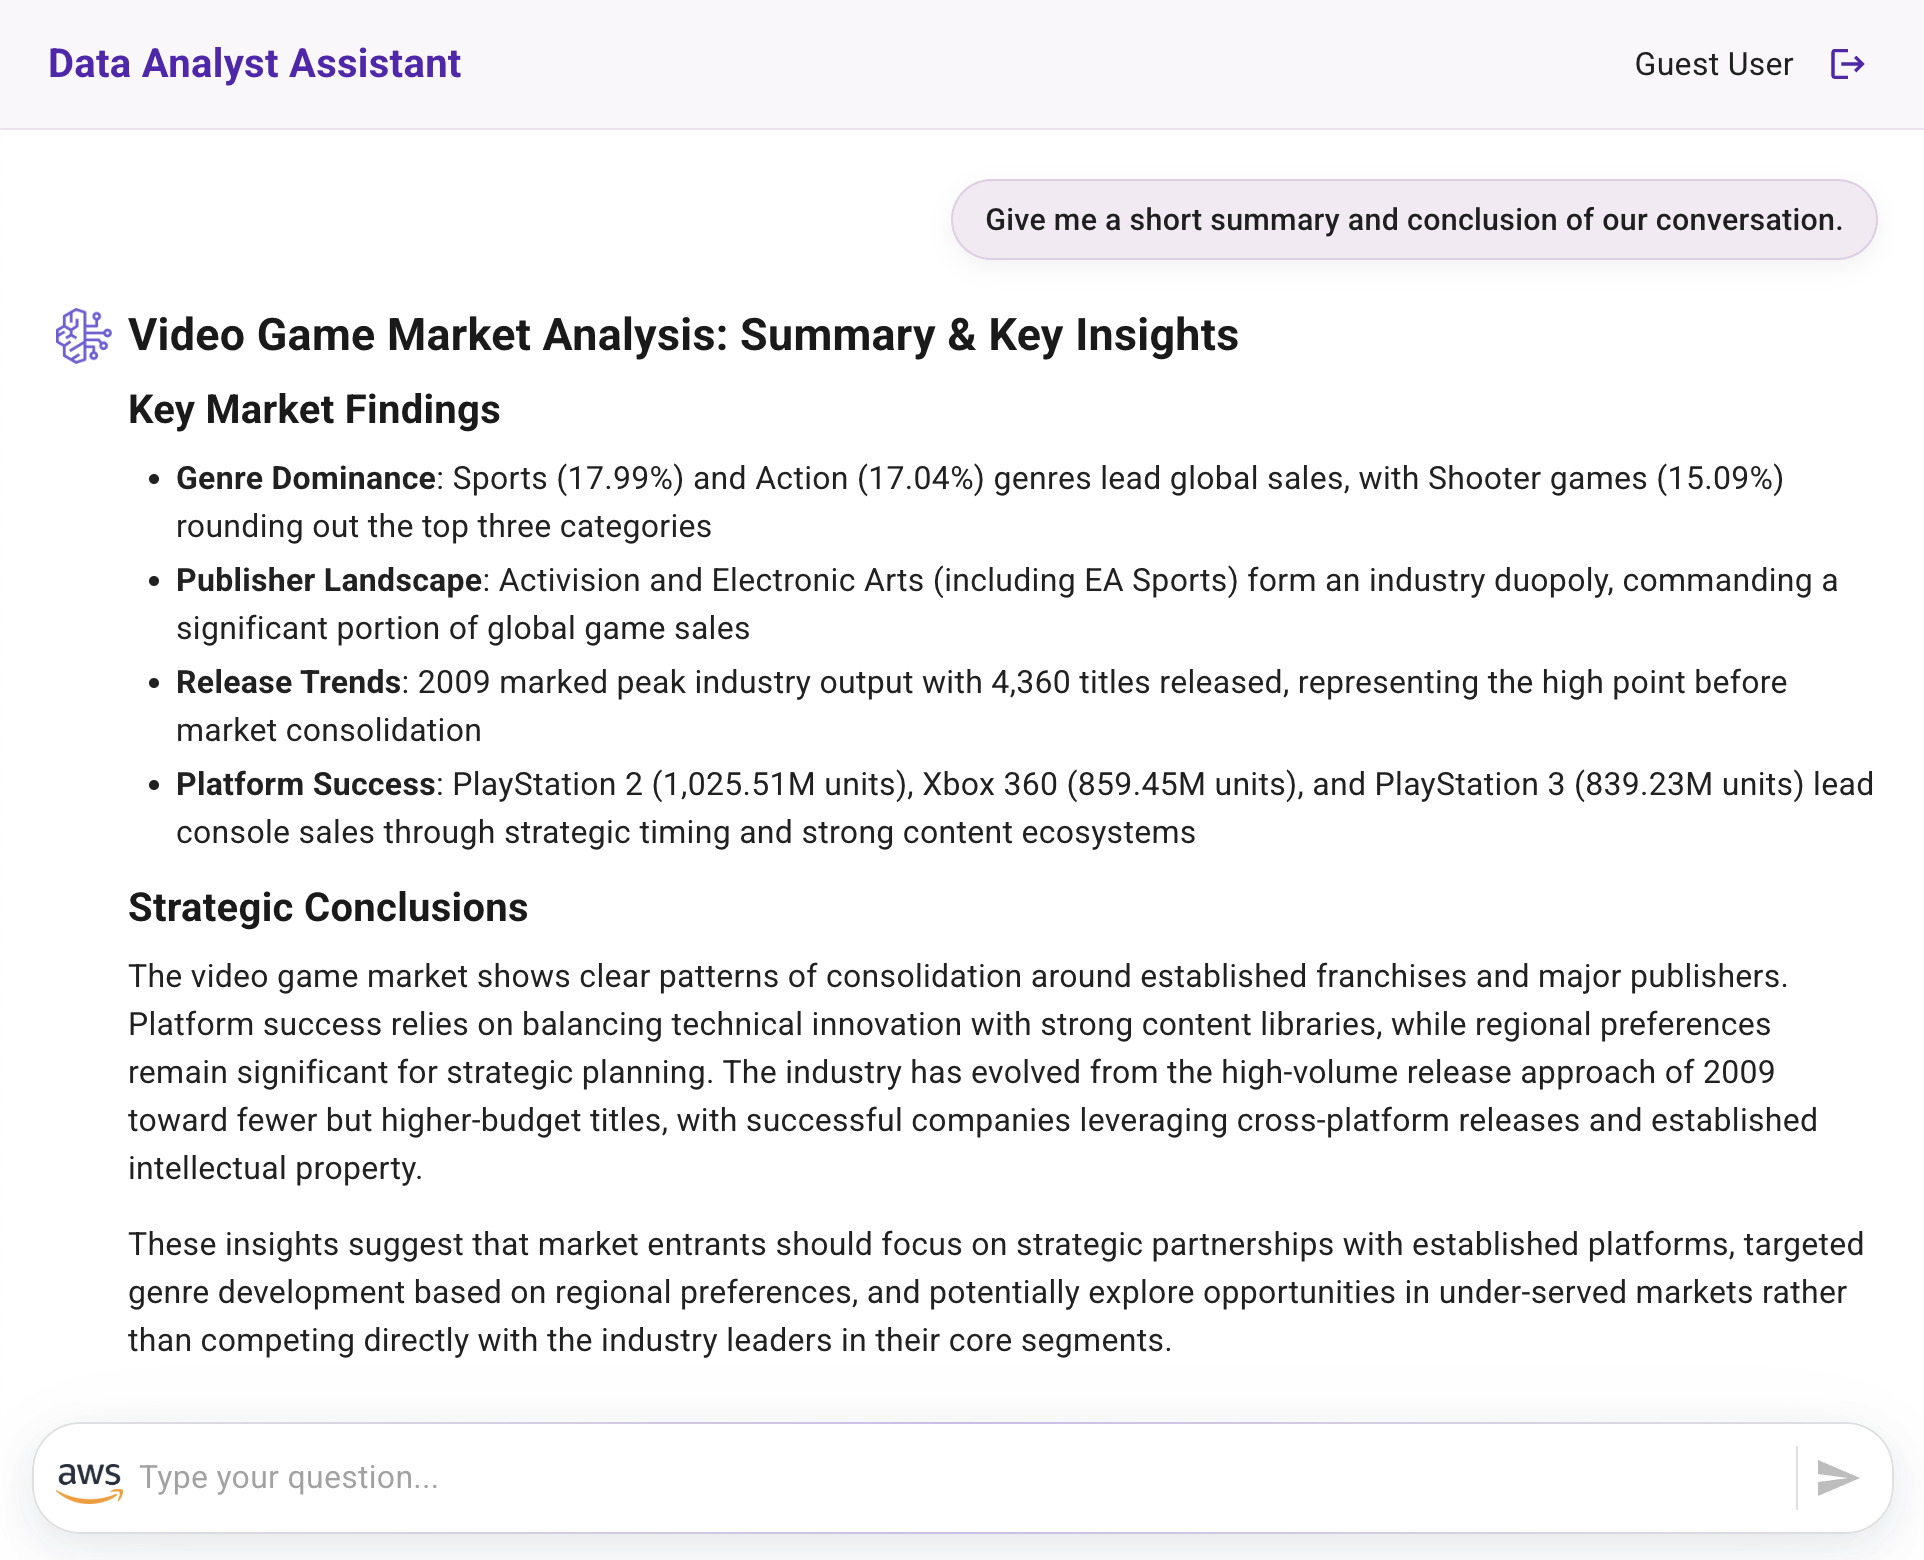 Data Analyst Assistant
Guest User
Give me a short summary and conclusion of our conversation.
Video Game Market Analysis: Summary & Key Insights
Key Market Findings
• Genre Dominance: Sports (17.99%) and Action (17.04%) genres lead global sales, with Shooter games (15.09%)
rounding out the top three categories
• Publisher Landscape: Activision and Electronic Arts (including EA Sports) form an industry duopoly, commanding a
significant portion of global game sales
• Release Trends: 2009 marked peak industry output with 4,360 titles released, representing the high point before
market consolidation
• Platform Success: PlayStation 2 (1,025.51M units), Xbox 360 (859.45M units), and PlayStation 3 (839.23M units) lead
console sales through strategic timing and strong content ecosystems
Strategic Conclusions
The video game market shows clear patterns of consolidation around established franchises and major publishers.
Platform success relies on balancing technical innovation with strong content libraries, while regional preferences
remain significant for strategic planning. The industry has evolved from the high-volume release approach of 2009
toward fewer but higher-budget titles, with successful companies leveraging cross-platform releases and established
intellectual property.
These insights suggest that market entrants should focus on strategic partnerships with established platforms, targeted
genre development based on regional preferences, and potentially explore opportunities in under-served markets rather
than competing directly with the industry leaders in their core segments.
aws Type your question...